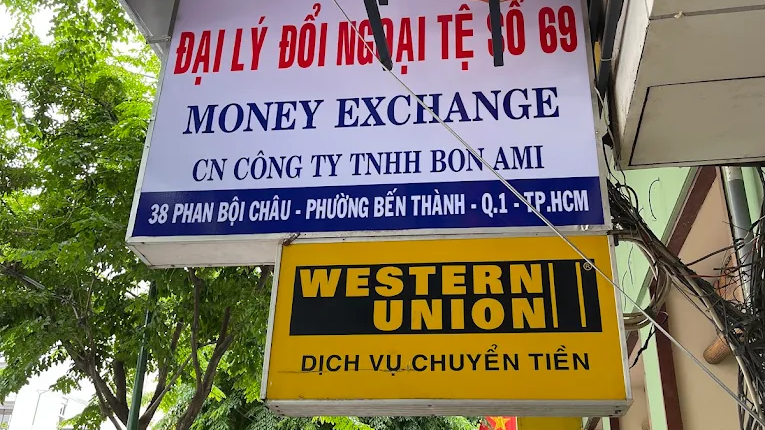 ĐẠI LÝ ĐỔI NGOẠI TỆ SỐ 69
MONEY EXCHANGE
CN CÔNG TY TNHH BON AMI
38 PHAN BỘI CHÂU - PHƯỜNG BẾN THÀNH - Q.1 - TP.HCM
WESTERN
UNION®
DỊCH VỤ CHUYỂN TIỀN